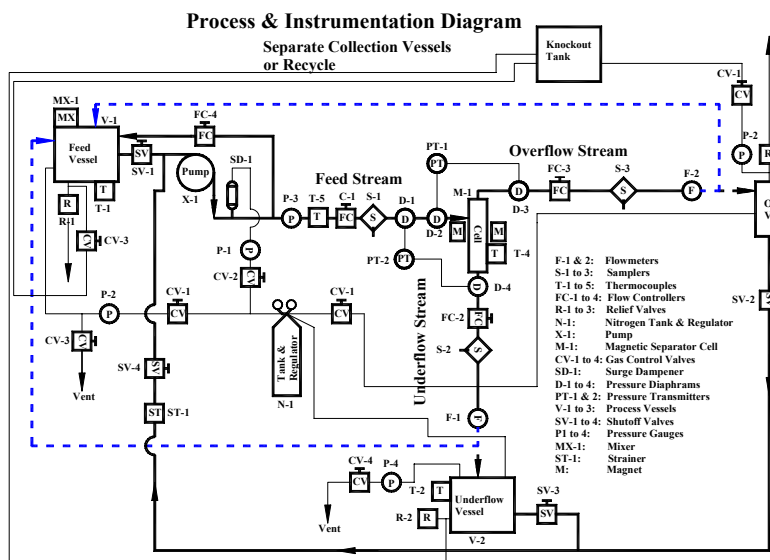 Process & Instrumentation Diagram
Separate Collection Vessels
or Recycle
Knockout
Tank
CV-1
CV
P-2
P
R
MX-1
MX
V-1
Feed
Vessel
SV
SV-1
FC-4
FC
Pump
X-1
SD-1
T
T-1
R
R-1
CV
CV-3
Feed Stream
P-3
P
T-5
T
C-1
FC
S-1
S
D-1
D
D
D-2
PT-1
PT
PT-2
PT
Overflow Stream
M-1
Cell
M
M
T
T-4
D
D-3
FC-3
FC
S-3
S
F-2
F
O
V
SV
SV-2
P-1
P
CV-2
CV
P-2
P
CV-1
CV
CV-1
CV
CV-3
CV
Vent
SV-4
SV
ST
ST-1
Tank &
Regulator
N-1
Underflow Stream
D
D-4
FC-2
FC
S-2
S
F-1
F
F-1 & 2: Flowmeters
S-1 to 3: Samplers
T-1 to 5: Thermocouples
FC-1 to 4: Flow Controllers
R-1 to 3: Relief Valves
N-1: Nitrogen Tank & Regulator
X-1: Pump
M-1: Magnetic Separator Cell
CV-1 to 4: Gas Control Valves
SD-1: Surge Dampener
D-1 to 4: Pressure Diaphrams
PT-1 & 2: Pressure Transmitters
V-1 to 3: Process Vessels
SV-1 to 4: Shutoff Valves
P1 to 4: Pressure Gauges
MX-1: Mixer
ST-1: Strainer
M: Magnet
CV-4
CV
P-4
P
Vent
T-2
T
R-2
R
Underflow
Vessel
V-2
SV-3
SV